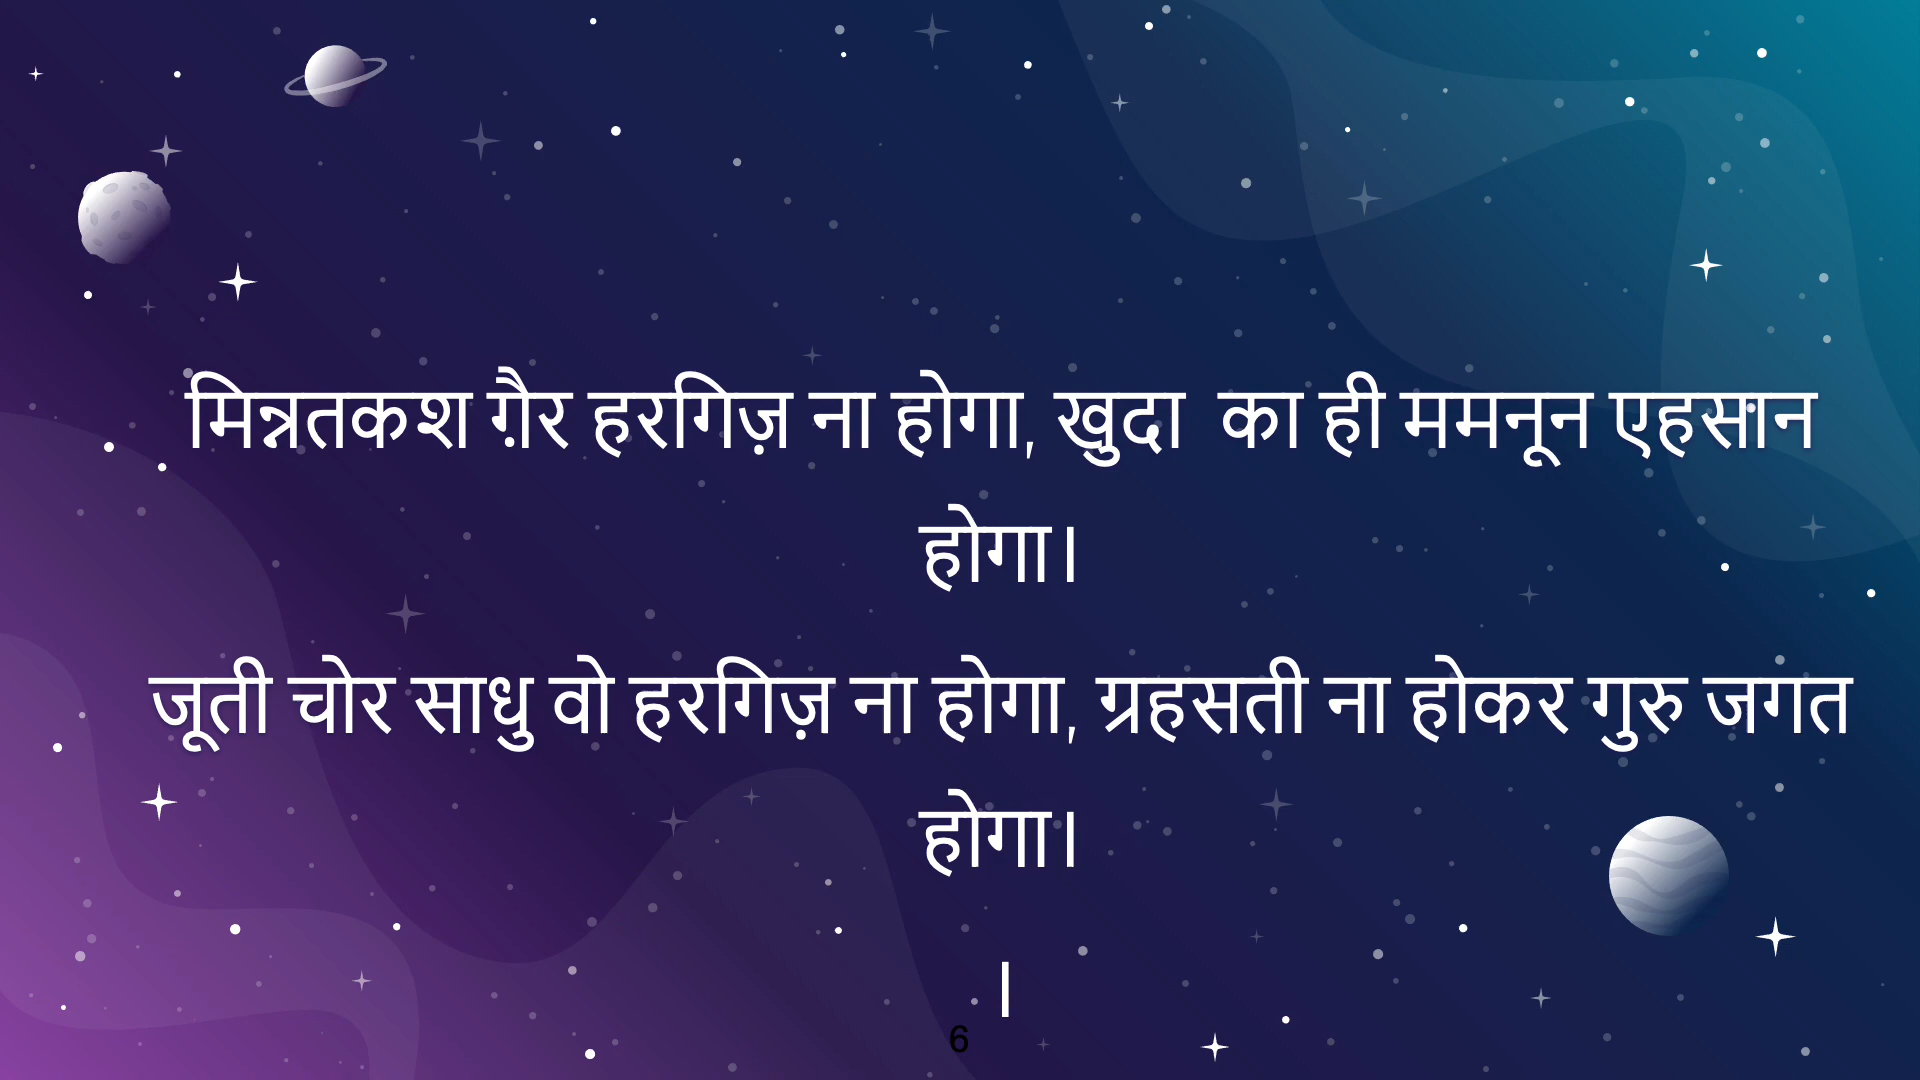 मिन्नतकश ग़ैर हरगिज़ ना होगा, खुदा  का ही ममनून एहसान
होगा।
जूती चोर साधु वो हरगिज़ ना होगा, ग्रहसती ना होकर गुरु जगत
होगा।
।
6